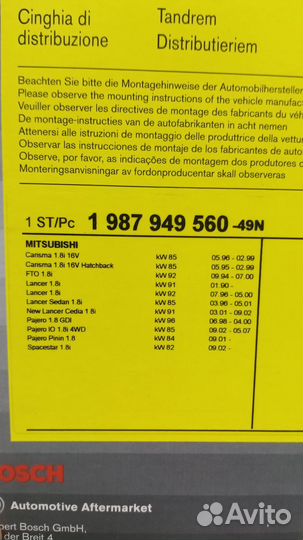 Cinghia di
distribuzione
Tandrem
Distributieriem
Beachten Sie bitte die Montagehinweise der Automobilhersteller
Please observe the mounting instructions of the vehicle manufac
Veuiller observer les directives de montage des fabricants du véh
De montage-instructies van de autofabrikanten in acht nemen
Attenersi alle istruzioni di montaggio delle produttrice della vettur
Observar las instrucciones de montaje de los fabricantes de auto
Observe, por favor, as indicações de montagem dos produtores d
Monteringsanvisningar av fordonproducentar skall observeras
1 ST/Pc 1 987 949 560 -49N
MITSUBISHI
Carisma 1.8i 16V kW 85 05.96 - 02.99
Carisma 1.8i 16V Hatchback kW 85 05.95 - 02.99
FTO 1.8i kW 92 09.94 - 07.00
Lancer 1.8i kW 91 01.90 -
Lancer 1.8i kW 92 07.96 - 05.00
Lancer Sedan 1.8i kW 85 03.96 - 05.01
New Lancer Cedia 1.8i kW 91 03.01 - 09.02
Pajero 1.8 GDI kW 96 06.98 - 04.00
Pajero IO 1.8i 4WD kW 85 09.02 - 05.07
Pajero Pinin 1.8 kW 84 09.01 -
Spacestar 1.8i kW 82 09.02 -
BOSCH
Automotive Aftermarket
bert Bosch GmbH,
der Breit 4
Avito